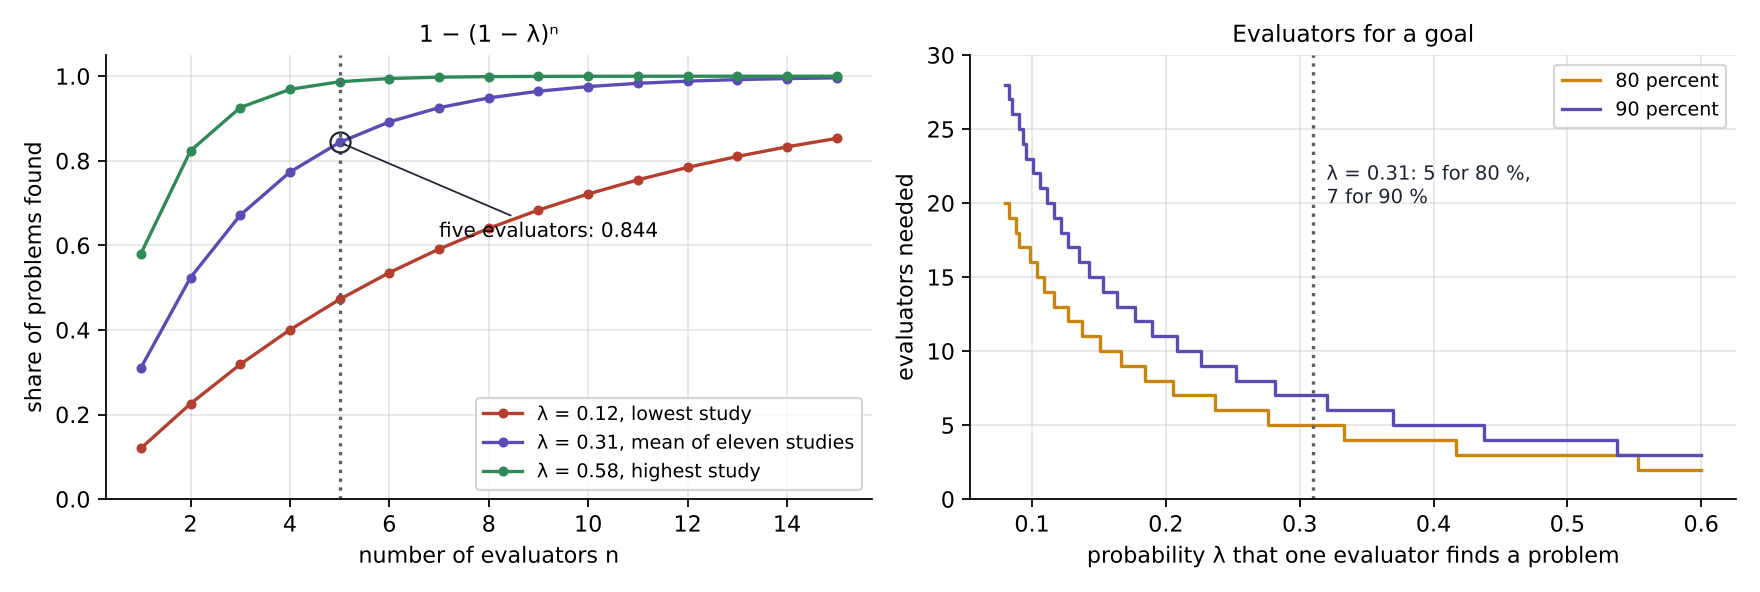 1 − (1 − λ)ⁿ
share of problems found
1.0
0.8
0.6
0.4
0.2
0.0
five evaluators: 0.844
λ = 0.12, lowest study
λ = 0.31, mean of eleven studies
λ = 0.58, highest study
2 4 6 8 10 12 14
number of evaluators n
Evaluators for a goal
evaluators needed
30
25
20
15
10
5
0
80 percent
90 percent
λ = 0.31: 5 for 80 %,
7 for 90 %
0.1 0.2 0.3 0.4 0.5 0.6
probability λ that one evaluator finds a problem